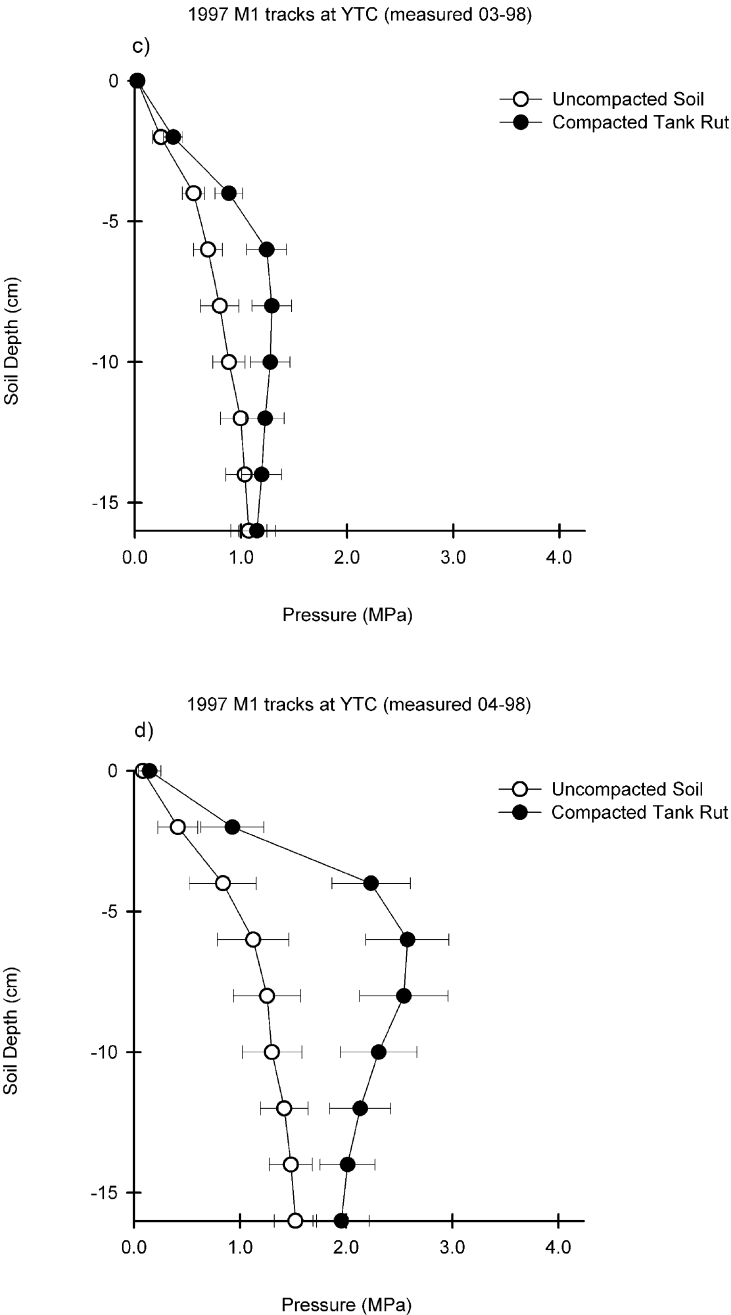 1997 M1 tracks at YTC (measured 03-98)
c)
Uncompacted Soil
Compacted Tank Rut
0
-5
-10
-15
Soil Depth (cm)
0.0 1.0 2.0 3.0 4.0
Pressure (MPa)
1997 M1 tracks at YTC (measured 04-98)
d)
Uncompacted Soil
Compacted Tank Rut
0
-5
-10
-15
Soil Depth (cm)
0.0 1.0 2.0 3.0 4.0
Pressure (MPa)